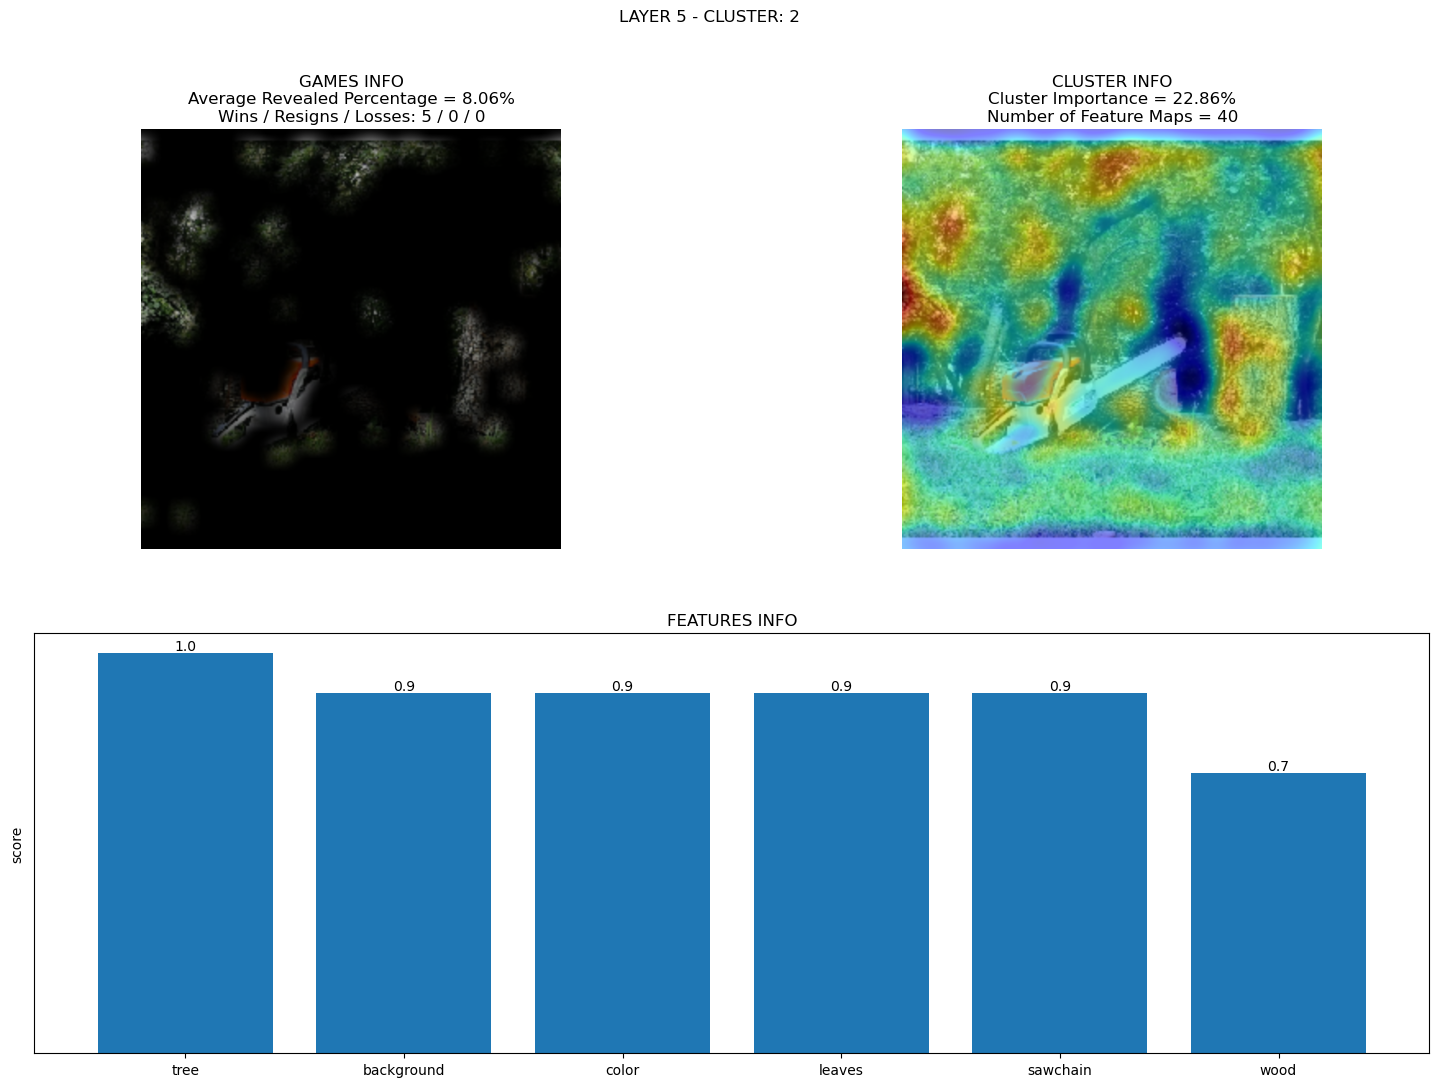 LAYER 5 - CLUSTER: 2
GAMES INFO
Average Revealed Percentage = 8.06%
Wins / Resigns / Losses: 5 / 0 / 0
CLUSTER INFO
Cluster Importance = 22.86%
Number of Feature Maps = 40
FEATURES INFO
1.0
0.9
0.9
0.9
0.9
0.7
score
tree
background
color
leaves
sawchain
wood